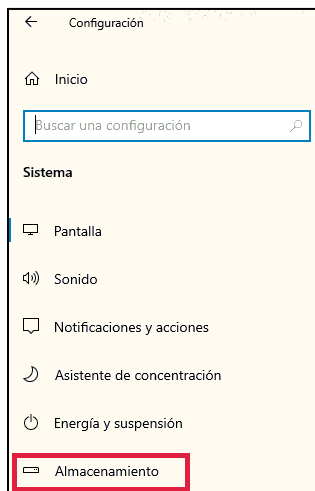 Configuración
Inicio
Buscar una configuración
Sistema
Pantalla
Sonido
Notificaciones y acciones
Asistente de concentración
Energía y suspensión
Almacenamiento